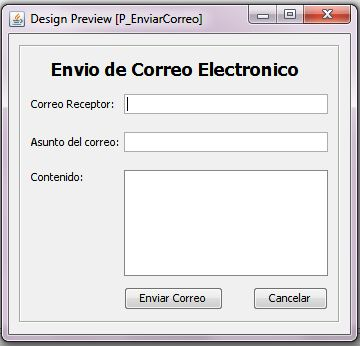 Design Preview [P_EnviarCorreo]
Envio de Correo Electronico
Correo Receptor:
Asunto del correo:
Contenido:
Enviar Correo
Cancelar